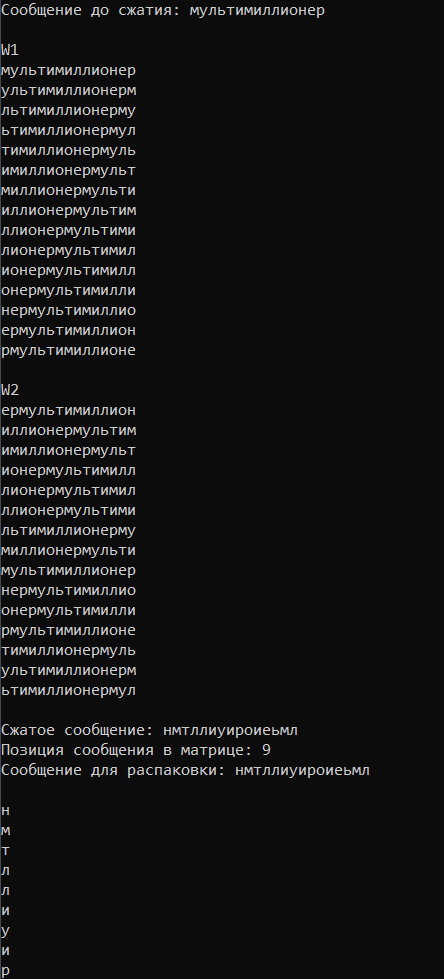 Сообщение до сжатия: мультимиллионер
W1
мультимиллионер
ультимиллионерм
льтимиллионерму
ьтимиллионермул
тимиллионермуль
имиллионермульт
миллионермульти
иллионермультим
ллионермультими
лионермультимил
ионермультимилл
онермультимилли
нермультимиллио
ермультимиллион
рмультимиллионе
W2
ермультимиллион
иллионермультим
имиллионермульт
ионермультимилл
лионермультимил
ллионермультими
льтимиллионерму
миллионермульти
мультимиллионер
нермультимиллио
онермультимилли
рмультимиллионе
тимиллионермуль
ультимиллионерм
ьтимиллионермул
Сжатое сообщение: нмтллиуироиеьмл
Позиция сообщения в матрице: 9
Сообщение для распаковки: нмтллиуироиеьмл
н
м
т
л
л
и
у
и
р